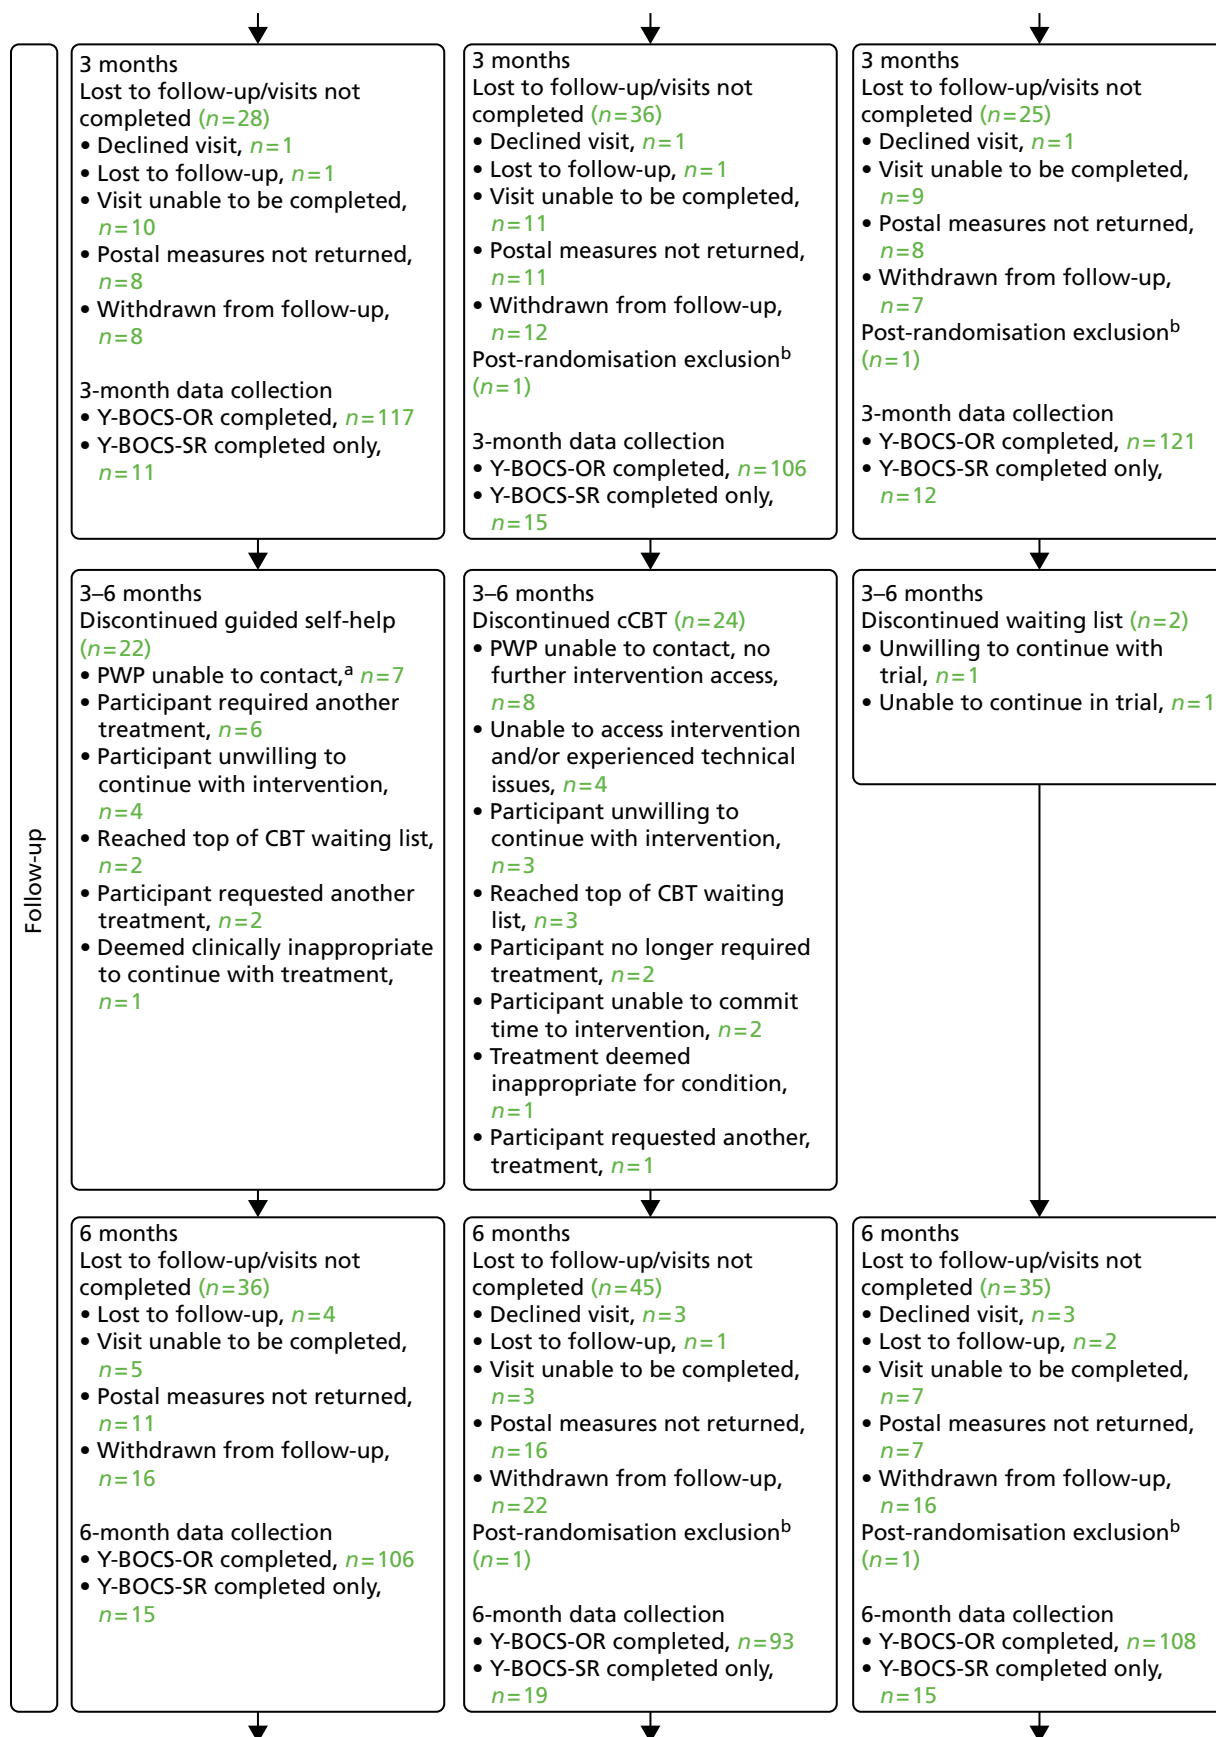 Follow-up
3 months
Lost to follow-up/visits not
completed (n=28)
• Declined visit, n=1
• Lost to follow-up, n=1
• Visit unable to be completed,
n=10
• Postal measures not returned,
n=8
• Withdrawn from follow-up,
n=8
3-month data collection
• Y-BOCS-OR completed, n=117
• Y-BOCS-SR completed only,
n=11
3 months
Lost to follow-up/visits not
completed (n=36)
• Declined visit, n=1
• Lost to follow-up, n=1
• Visit unable to be completed,
n=11
• Postal measures not returned,
n=11
• Withdrawn from follow-up,
n=12
Post-randomisation exclusionb
(n=1)
3-month data collection
• Y-BOCS-OR completed, n=106
• Y-BOCS-SR completed only,
n=15
3 months
Lost to follow-up/visits not
completed (n=25)
• Declined visit, n=1
• Visit unable to be completed,
n=9
• Postal measures not returned,
n=8
• Withdrawn from follow-up,
n=7
Post-randomisation exclusionb
(n=1)
3-month data collection
• Y-BOCS-OR completed, n=121
• Y-BOCS-SR completed only,
n=12
3–6 months
Discontinued guided self-help
(n=22)
• PWP unable to contact,a n=7
• Participant required another
treatment, n=6
• Participant unwilling to
continue with intervention,
n=4
• Reached top of CBT waiting list,
n=2
• Participant requested another
treatment, n=2
• Deemed clinically inappropriate
to continue with treatment,
n=1
3–6 months
Discontinued cCBT (n=24)
• PWP unable to contact, no
further intervention access,
n=8
• Unable to access intervention
and/or experienced technical
issues, n=4
• Participant unwilling to
continue with intervention,
n=3
• Reached top of CBT waiting
list, n=3
• Participant no longer required
treatment, n=2
• Participant unable to commit
time to intervention, n=2
• Treatment deemed
inappropriate for condition,
n=1
• Participant requested another,
treatment, n=1
3–6 months
Discontinued waiting list (n=2)
• Unwilling to continue with
trial, n=1
• Unable to continue in trial, n=1
6 months
Lost to follow-up/visits not
completed (n=36)
• Lost to follow-up, n=4
• Visit unable to be completed,
n=5
• Postal measures not returned,
n=11
• Withdrawn from follow-up,
n=16
6-month data collection
• Y-BOCS-OR completed, n=106
• Y-BOCS-SR completed only,
n=15
6 months
Lost to follow-up/visits not
completed (n=45)
• Declined visit, n=3
• Lost to follow-up, n=1
• Visit unable to be completed,
n=3
• Postal measures not returned,
n=16
• Withdrawn from follow-up,
n=22
Post-randomisation exclusionb
(n=1)
6-month data collection
• Y-BOCS-OR completed, n=93
• Y-BOCS-SR completed only,
n=19
6 months
Lost to follow-up/visits not
completed (n=35)
• Declined visit, n=3
• Lost to follow-up, n=2
• Visit unable to be completed,
n=7
• Postal measures not returned,
n=7
• Withdrawn from follow-up,
n=16
Post-randomisation exclusionb
(n=1)
6-month data collection
• Y-BOCS-OR completed, n=108
• Y-BOCS-SR completed only,
n=15